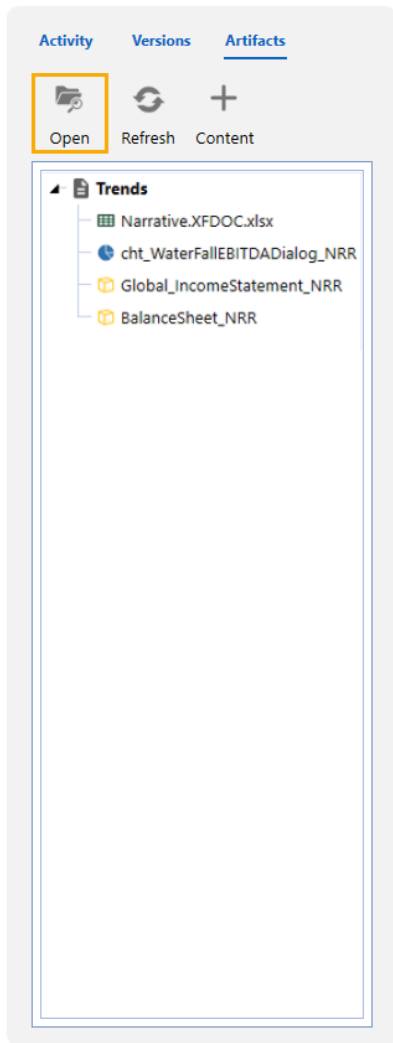 Activity Versions Artifacts
Open Refresh Content
Trends
Narrative.XFDOC.xlsx
cht_WaterFallEBITDADialog_NRR
Global_IncomeStatement_NRR
BalanceSheet_NRR